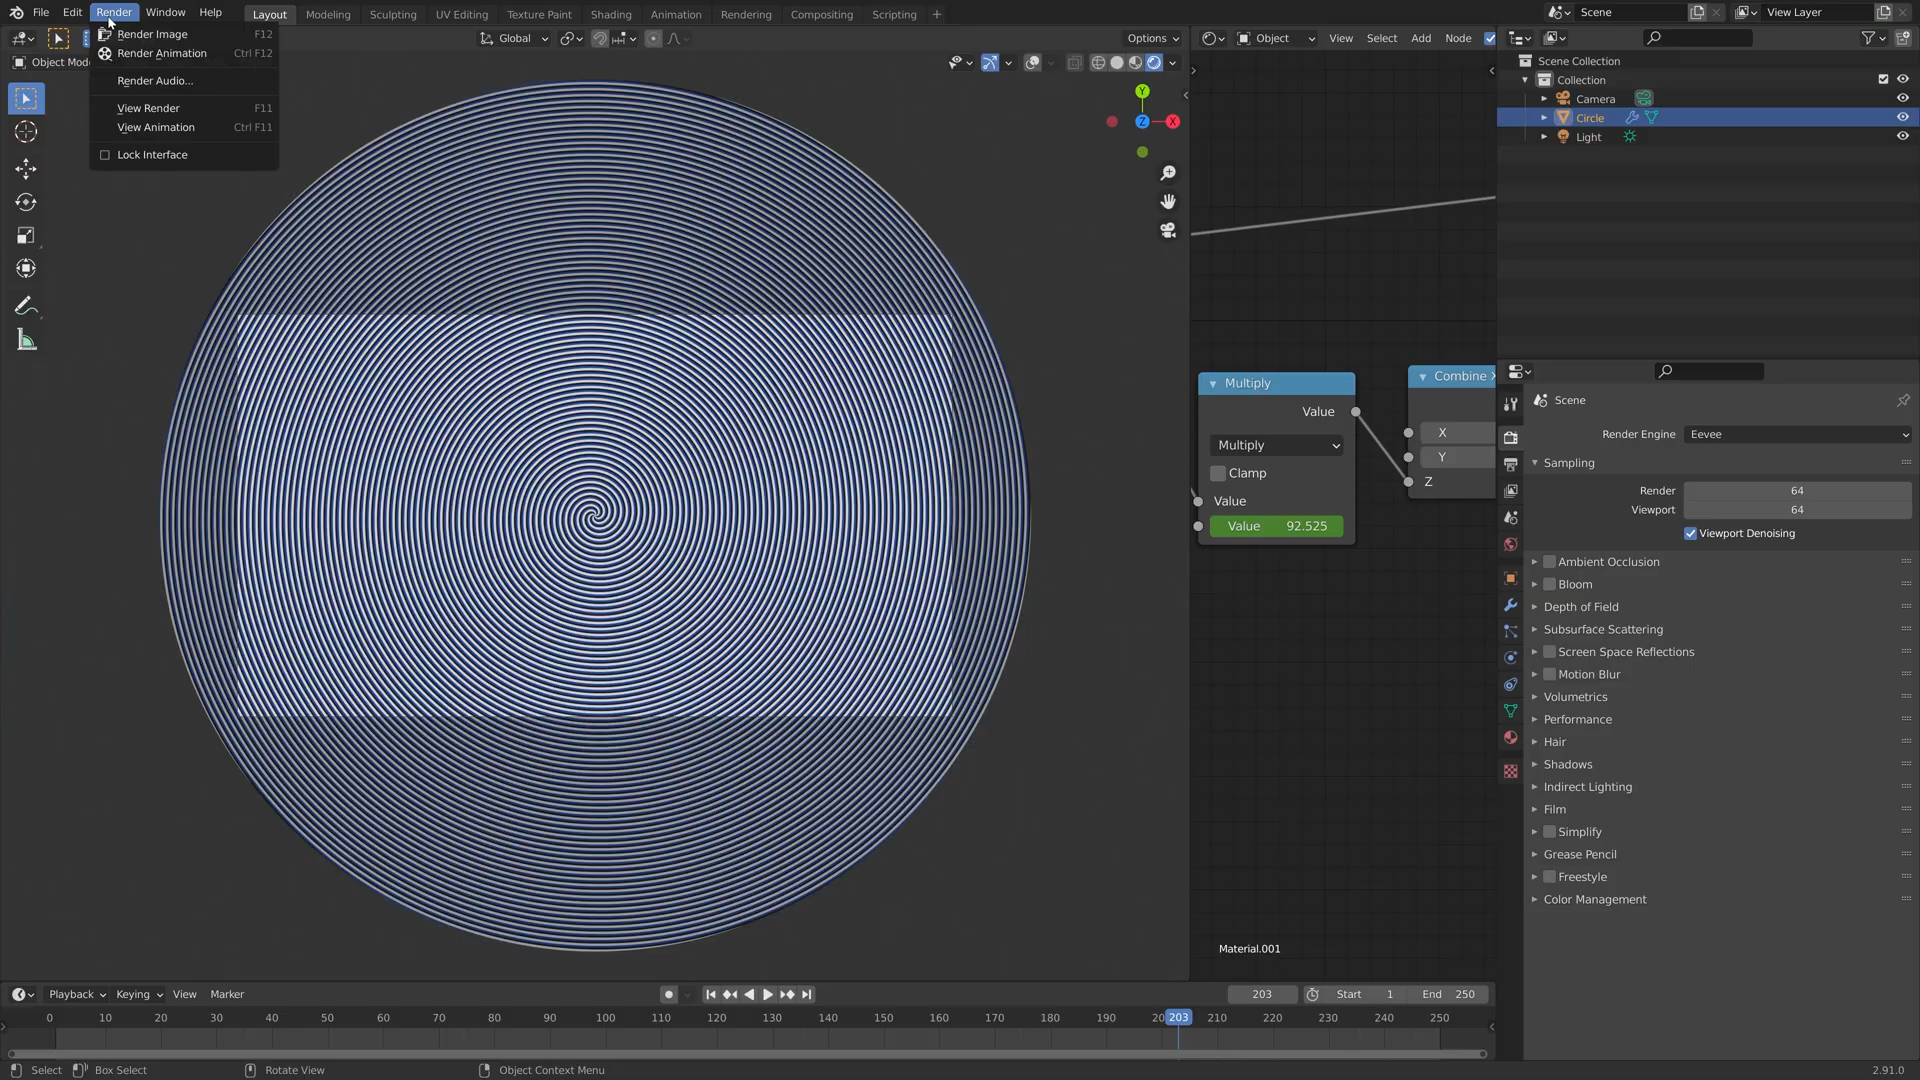 File Edit Render Window Help Layout Modeling Sculpting UV Editing Texture Paint Shading Animation Rendering Compositing Scripting + Scene View Layer
Render Image F12
Render Animation Ctrl F12
Render Audio...
View Render F11
View Animation Ctrl F11
Lock Interface
Global Options
Object View Select Add Node
Y
Z
X
Multiply
Value
Multiply
Clamp
Value
Value 92.525
X
Y
Z
Material.001
Scene Collection
Collection
Camera
Circle
Light
Scene
Render Engine Eevee
Sampling
Render 64
Viewport 64
Viewport Denoising
Ambient Occlusion
Bloom
Depth of Field
Subsurface Scattering
Screen Space Reflections
Motion Blur
Volumetrics
Performance
Hair
Shadows
Indirect Lighting
Film
Simplify
Grease Pencil
Freestyle
Color Management
Playback Keying View Marker 203 Start 1 End 250
0 10 20 30 40 50 60 70 80 90 100 110 120 130 140 150 160 170 180 190 203 210 220 230 240 250
Select Box Select Rotate View Object Context Menu 2.91.0